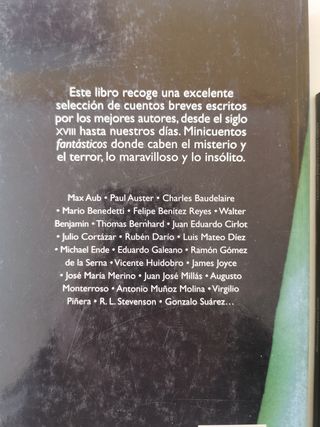 Este libro recoge una excelente
selección de cuentos breves escritos
por los mejores autores, desde el siglo
XVIII hasta nuestros días. Minicuentos
fantásticos donde caben el misterio y
el terror, lo maravilloso y lo insólito.
Max Aub • Paul Auster • Charles Baudelaire
• Mario Benedetti • Felipe Benítez Reyes • Walter
Benjamin • Thomas Bernhard • Juan Eduardo Cirlot
• Julio Cortázar • Rubén Darío • Luis Mateo Díez
• Michael Ende • Eduardo Galeano • Ramón Gómez
de la Serna • Vicente Huidobro • James Joyce
• José María Merino • Juan José Millás • Augusto
Monterroso • Antonio Muñoz Molina • Virgilio
Piñera • R. L. Stevenson • Gonzalo Suárez...